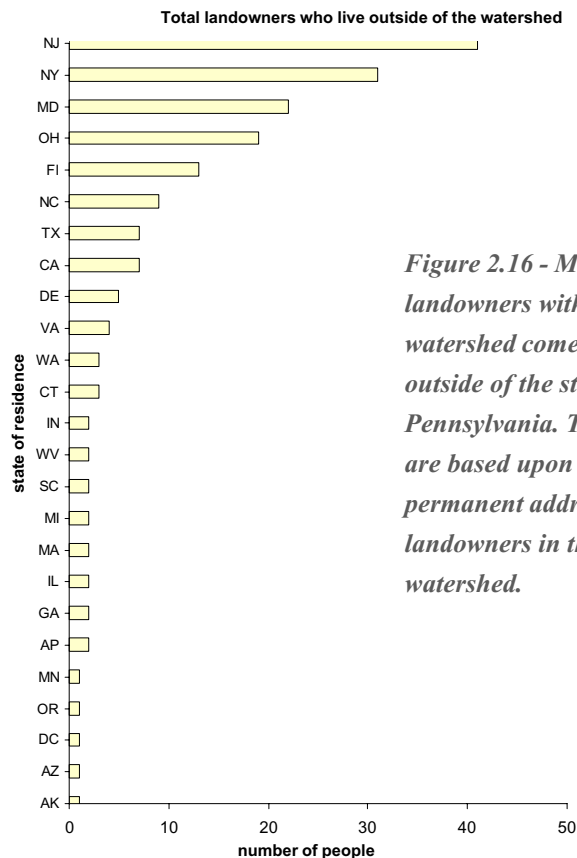 Total landowners who live outside of the watershed
NJ
NY
MD
OH
FI
NC
TX
CA
DE
VA
WA
CT
IN
WV
SC
MI
MA
IL
GA
AP
MN
OR
DC
AZ
AK
state of residence
0 10 20 30 40 50
number of people
Figure 2.16 - M
landowners with
watershed come
outside of the st
Pennsylvania. T
are based upon
permanent addr
landowners in th
watershed.